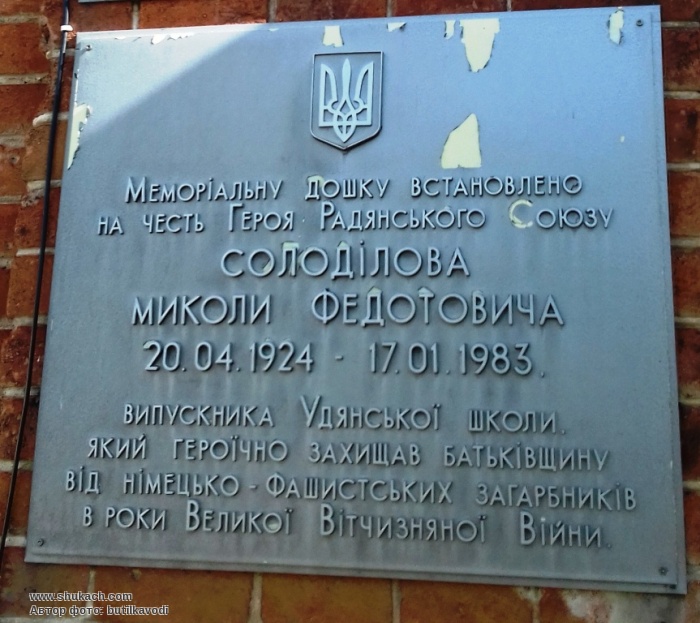 Меморіальну дошку встановлено
на честь Героя Радянського Союзу
СОЛОДІЛОВА
МИКОЛИ ФЕДОТОВИЧА
20.04.1924 - 17.01.1983.
випускника Удянської школи.
який героїчно захищав батьківщину
від німецько-фашистських загарбників
в роки Великої Вітчизняної Війни.
www.shukach.com
Автор фото: butikavodi